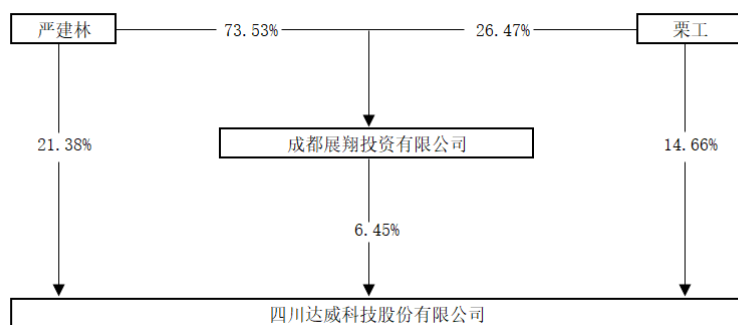 严建林
73.53%
26.47%
栗工
21.38%
成都展翔投资有限公司
14.66%
6.45%
四川达威科技股份有限公司